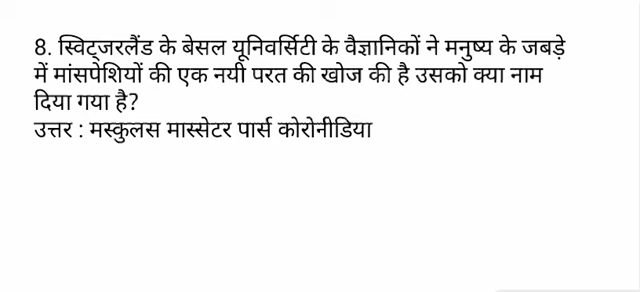 8. स्विट्जरलैंड के बेसल यूनिवर्सिटी के वैज्ञानिकों ने मनुष्य के जबड़े
में मांसपेशियों की एक नयी परत की खोज की है उसको क्या नाम
दिया गया है?
उत्तर : मस्कुलस मास्सेटर पार्स कोरोनीडिया